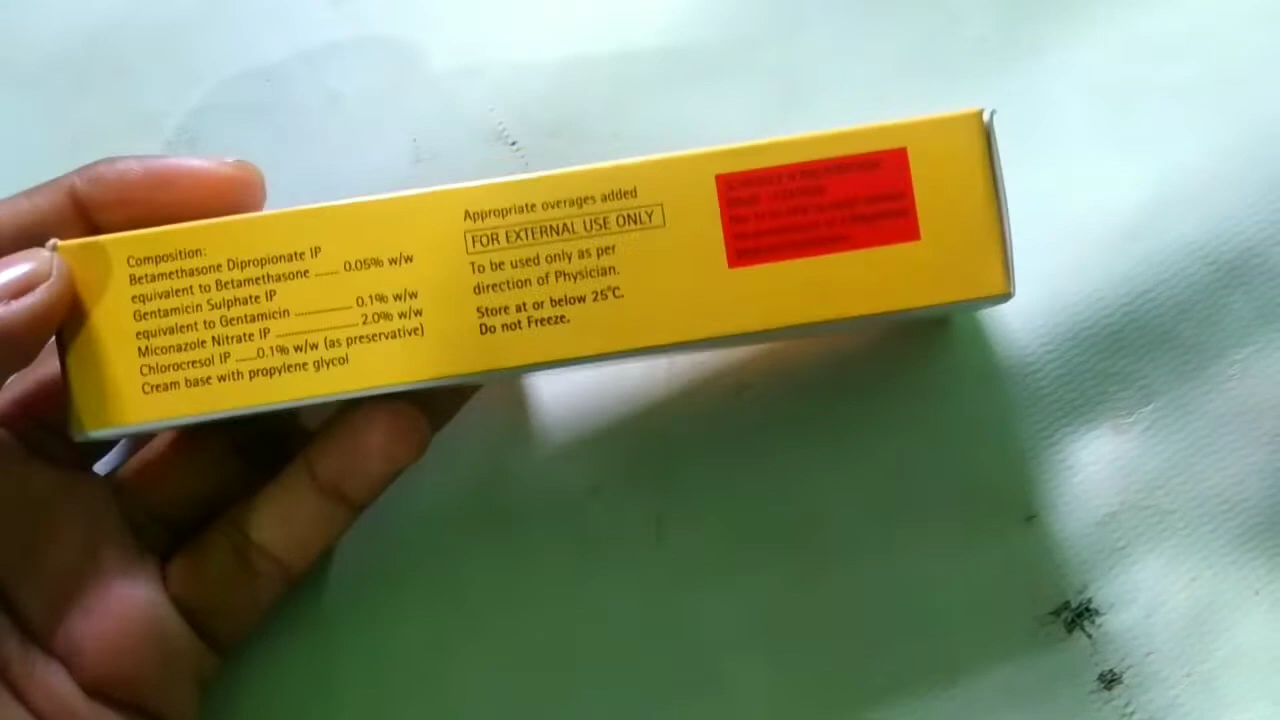 Composition:
Betamethasone Dipropionate IP
equivalent to Betamethasone ....... 0.05% w/w
Gentamicin Sulphate IP
equivalent to Gentamicin ................ 0.1% w/w
Miconazole Nitrate IP ...................... 2.0% w/w
Chlorocresol IP ......0.1% w/w (as preservative)
Cream base with propylene glycol
Appropriate overages added
FOR EXTERNAL USE ONLY
To be used only as per
direction of Physician.
Store at or below 25°C.
Do not Freeze.